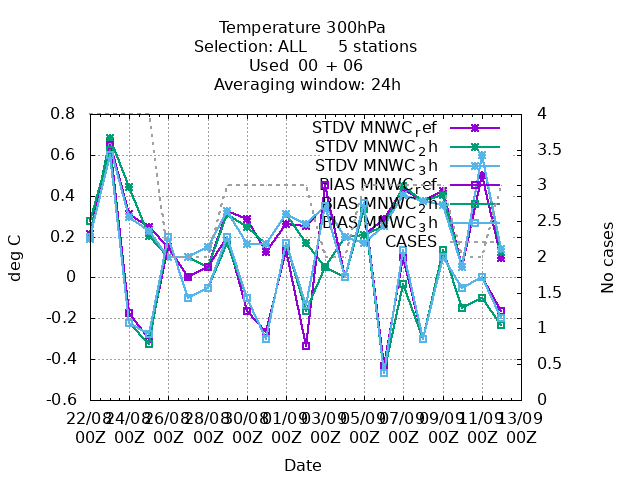 Temperature 300hPa
Selection: ALL 5 stations
Used 00 + 06
Averaging window: 24h
0.8
0.6
0.4
0.2
0
-0.2
-0.4
-0.6
deg C
4
3.5
3
2.5
2
1.5
1
0.5
0
No cases
STDV MNWC_ref
STDV MNWC_2h
STDV MNWC_3h
BIAS MNWC_ref
BIAS MNWC_2h
BIAS MNWC_3h
CASES
22/08 24/08 26/08 28/08 30/08 01/09 03/09 05/09 07/09 09/09 11/09 13/09
00Z 00Z 00Z 00Z 00Z 00Z 00Z 00Z 00Z 00Z 00Z 00Z
Date